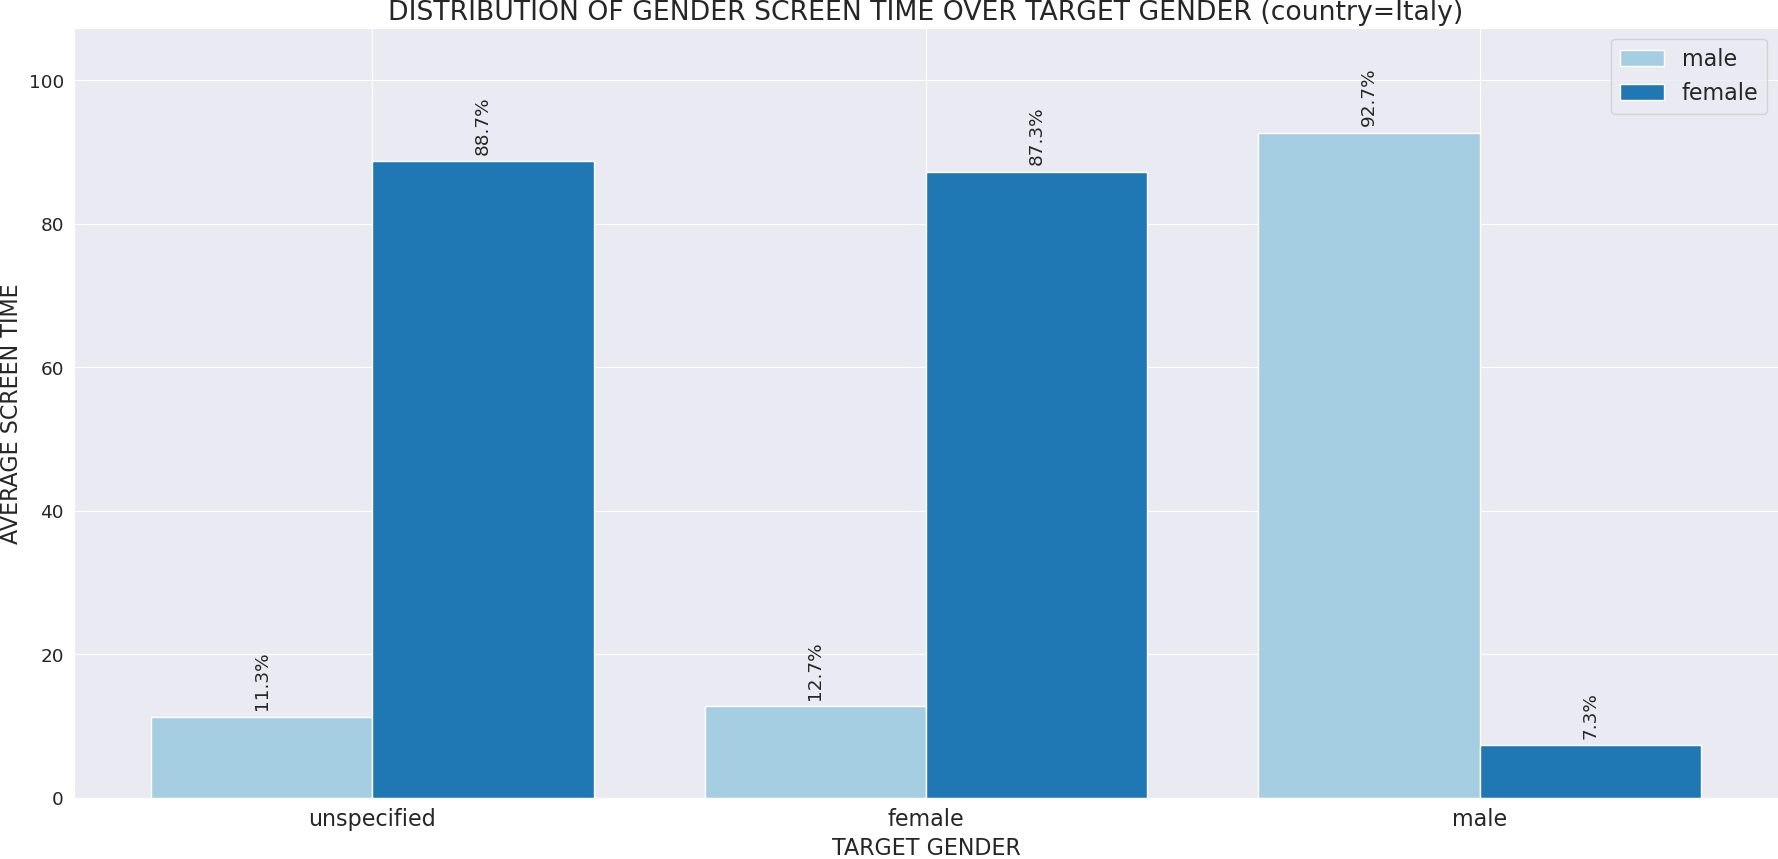 DISTRIBUTION OF GENDER SCREEN TIME OVER TARGET GENDER (country=Italy)
male
female
AVERAGE SCREEN TIME
100
80
60
40
20
0
11.3%
88.7%
12.7%
87.3%
92.7%
7.3%
unspecified
female
male
TARGET GENDER